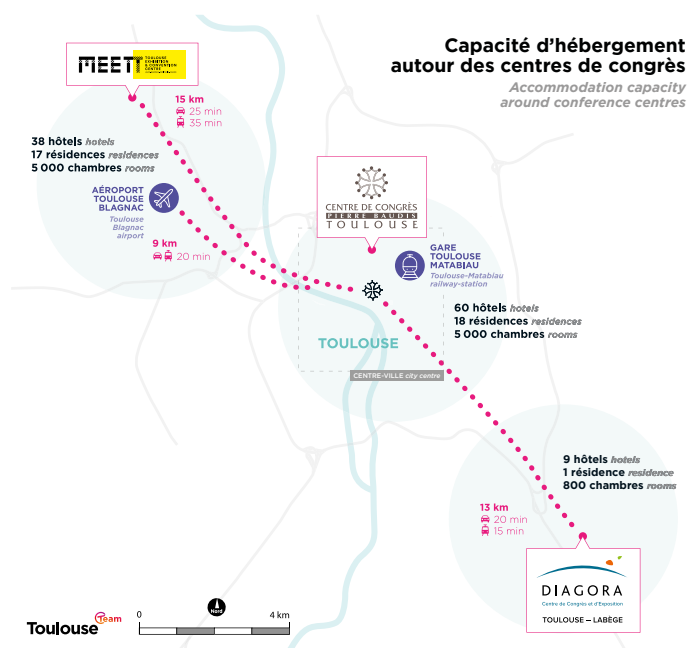 Capacité d'hébergement
autour des centres de congrès
Accommodation capacity
around conference centres
MEETT
TOULOUSE
EXHIBITION
& CONVENTION
CENTRE
15 km
25 min
35 min
38 hôtels hotels
17 résidences residences
5 000 chambres rooms
AÉROPORT
TOULOUSE
BLAGNAC
Toulouse
Blagnac
airport
9 km
20 min
CENTRE DE CONGRÈS
PIERRE BAUDIS
TOULOUSE
GARE
TOULOUSE
MATABIAU
Toulouse-Matabiau
railway-station
60 hôtels hotels
18 résidences residences
5 000 chambres rooms
TOULOUSE
CENTRE-VILLE city centre
9 hôtels hotels
1 résidence residence
800 chambres rooms
13 km
20 min
15 min
DIAGORA
Centre de Congrès et d'Exposition
TOULOUSE – LABÈGE
Toulouse Team
0 4 km
Nord